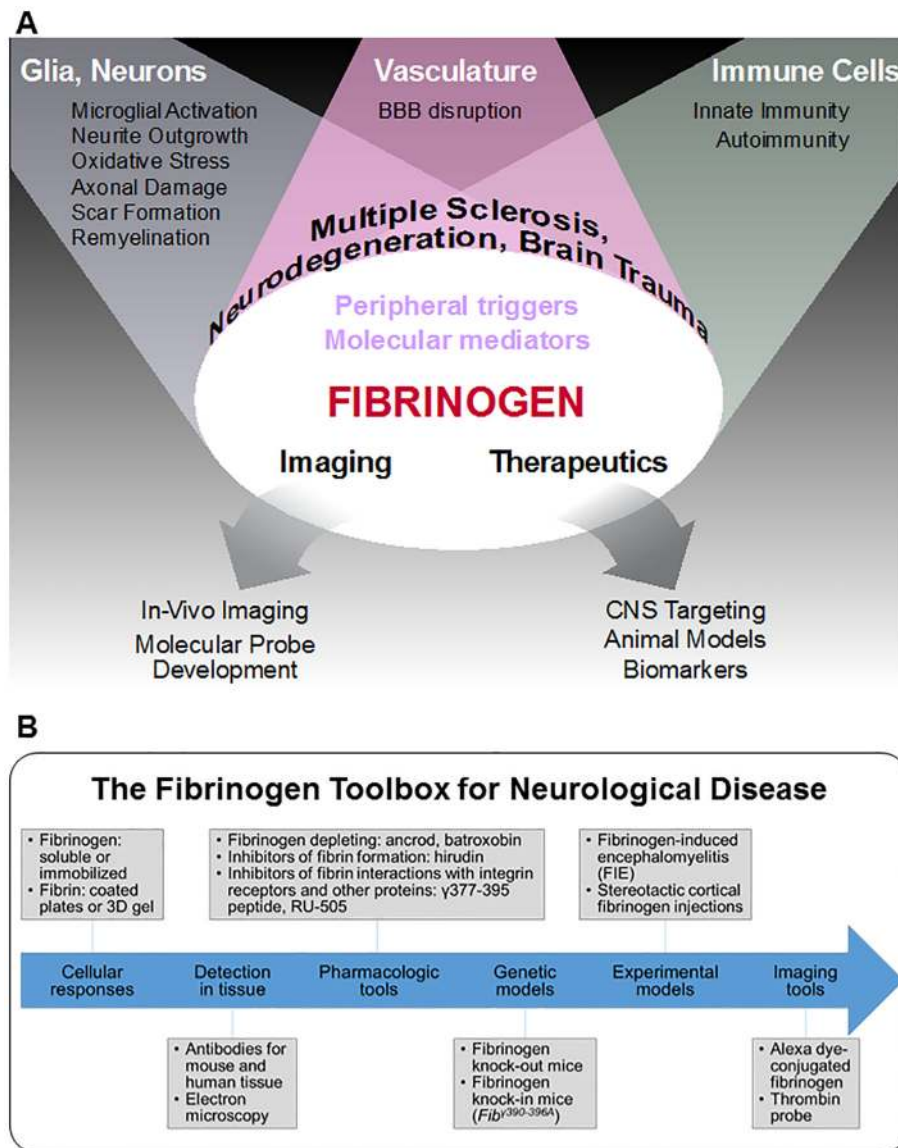 A
Glia, Neurons
Microglial Activation
Neurite Outgrowth
Oxidative Stress
Axonal Damage
Scar Formation
Remyelination
Vasculature
BBB disruption
Immune Cells
Innate Immunity
Autoimmunity
Multiple Sclerosis,
Neurodegeneration, Brain Trauma
Peripheral triggers
Molecular mediators
FIBRINOGEN
Imaging
Therapeutics
In-Vivo Imaging
Molecular Probe
Development
CNS Targeting
Animal Models
Biomarkers
B
The Fibrinogen Toolbox for Neurological Disease
• Fibrinogen:
soluble or
immobilized
• Fibrin: coated
plates or 3D gel
• Fibrinogen depleting: ancrod, batroxobin
• Inhibitors of fibrin formation: hirudin
• Inhibitors of fibrin interactions with integrin
receptors and other proteins: γ377-395
peptide, RU-505
• Fibrinogen-induced
encephalomyelitis
(FIE)
• Stereotactic cortical
fibrinogen injections
Cellular
responses
Detection
in tissue
Pharmacologic
tools
Genetic
models
Experimental
models
Imaging
tools
• Antibodies for
mouse and
human tissue
• Electron
microscopy
• Fibrinogen
knock-out mice
• Fibrinogen
knock-in mice
(Fibγ390-396A)
• Alexa dye-
conjugated
fibrinogen
• Thrombin
probe